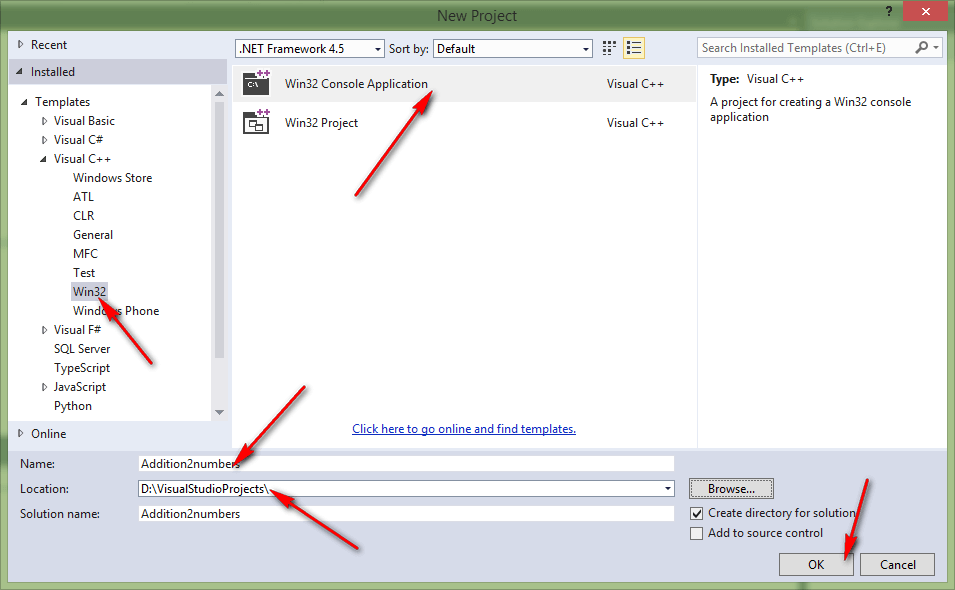 New Project
?
Recent
.NET Framework 4.5
Sort by:
Default
Search Installed Templates (Ctrl+E)
Installed
Templates
Visual Basic
Visual C#
Visual C++
Windows Store
ATL
CLR
General
MFC
Test
Win32
Windows Phone
Visual F#
SQL Server
TypeScript
JavaScript
Python
Online
C:\
Win32 Console Application
Visual C++
Win32 Project
Visual C++
Click here to go online and find templates.
Type: Visual C++
A project for creating a Win32 console
application
Name:
Addition2numbers
Location:
D:\VisualStudioProjects\
Browse...
Solution name:
Addition2numbers
Create directory for solution
Add to source control
OK
Cancel